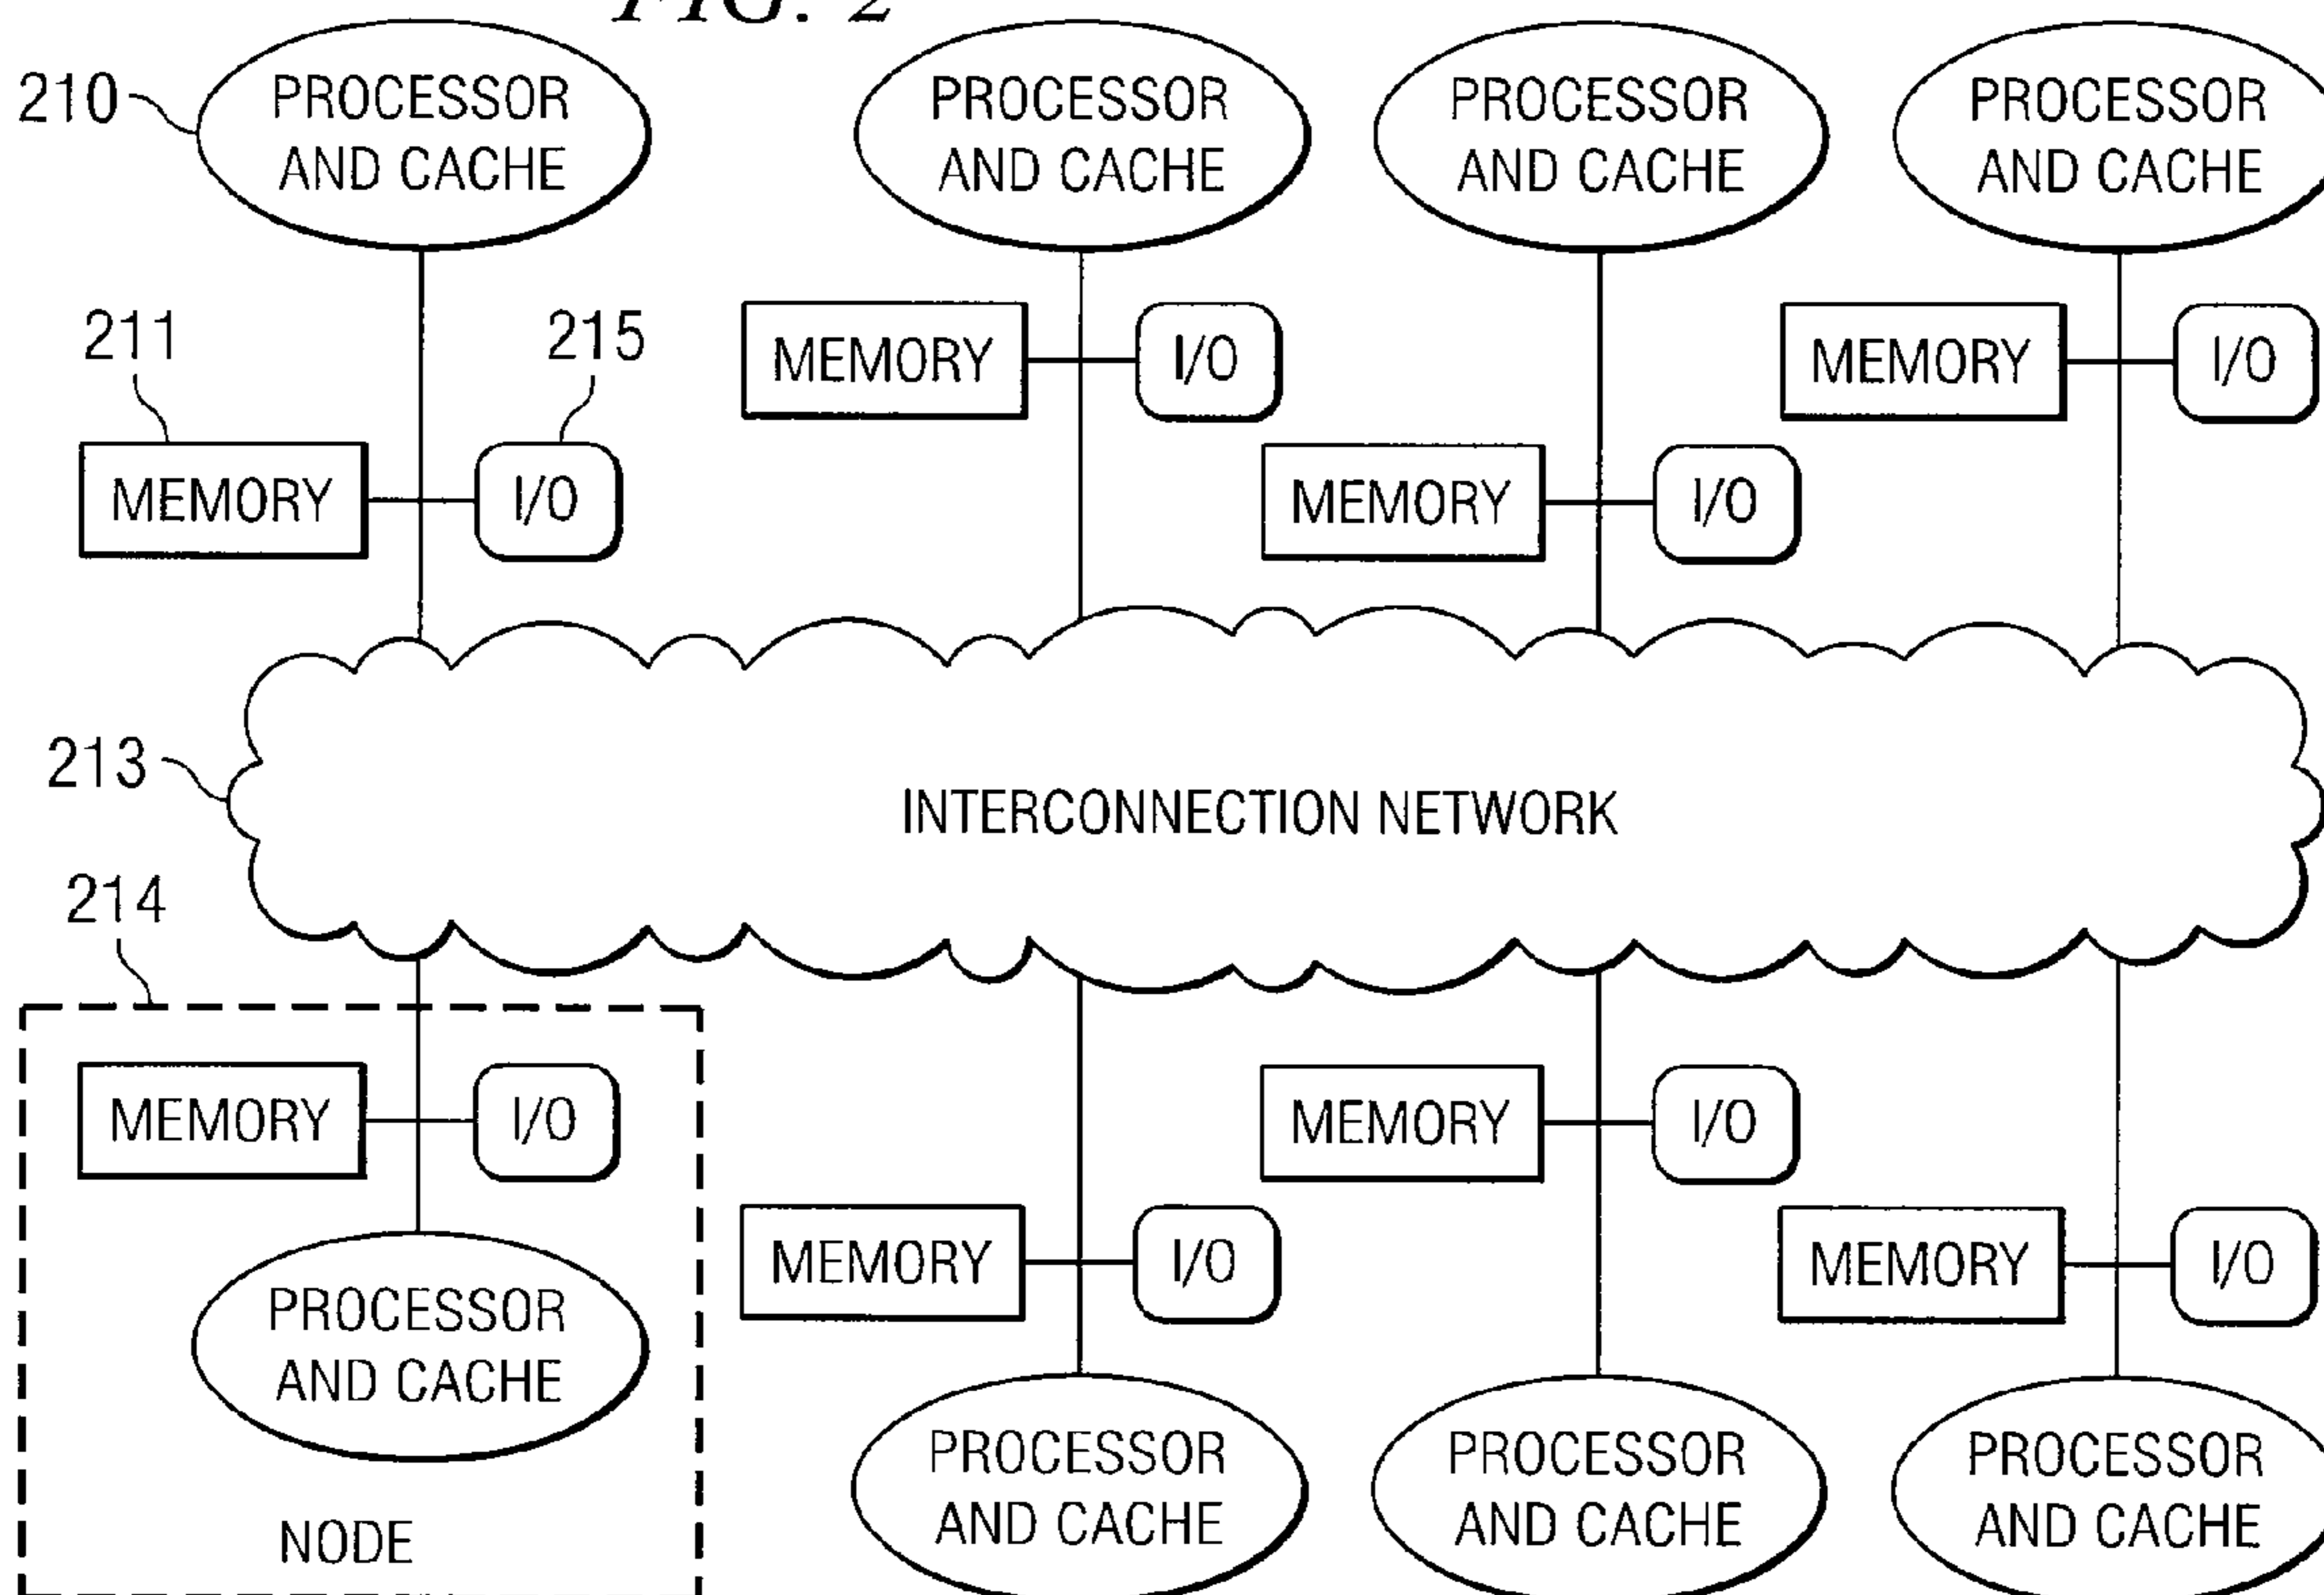 FIG. 2
210
PROCESSOR
AND CACHE
PROCESSOR
AND CACHE
PROCESSOR
AND CACHE
PROCESSOR
AND CACHE
211
215
MEMORY
I/O
MEMORY
I/O
MEMORY
I/O
MEMORY
I/O
213
INTERCONNECTION NETWORK
214
MEMORY
I/O
PROCESSOR
AND CACHE
NODE
MEMORY
I/O
PROCESSOR
AND CACHE
MEMORY
I/O
PROCESSOR
AND CACHE
MEMORY
I/O
PROCESSOR
AND CACHE